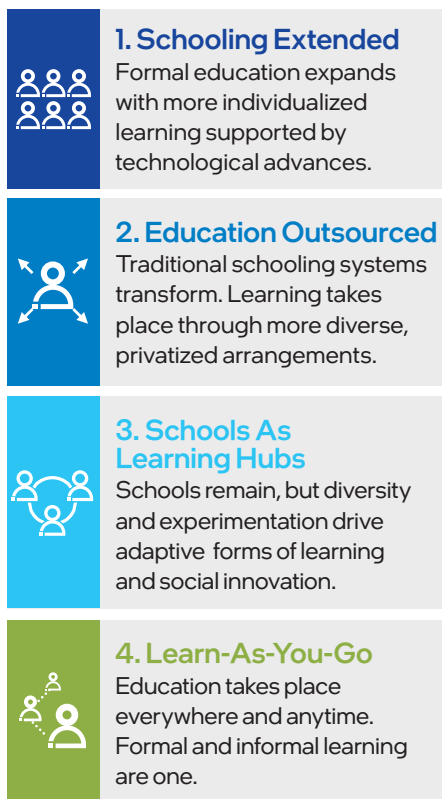 1. Schooling Extended
Formal education expands
with more individualized
learning supported by
technological advances.
2. Education Outsourced
Traditional schooling systems
transform. Learning takes
place through more diverse,
privatized arrangements.
3. Schools As
Learning Hubs
Schools remain, but diversity
and experimentation drive
adaptive forms of learning
and social innovation.
4. Learn-As-You-Go
Education takes place
everywhere and anytime.
Formal and informal learning
are one.